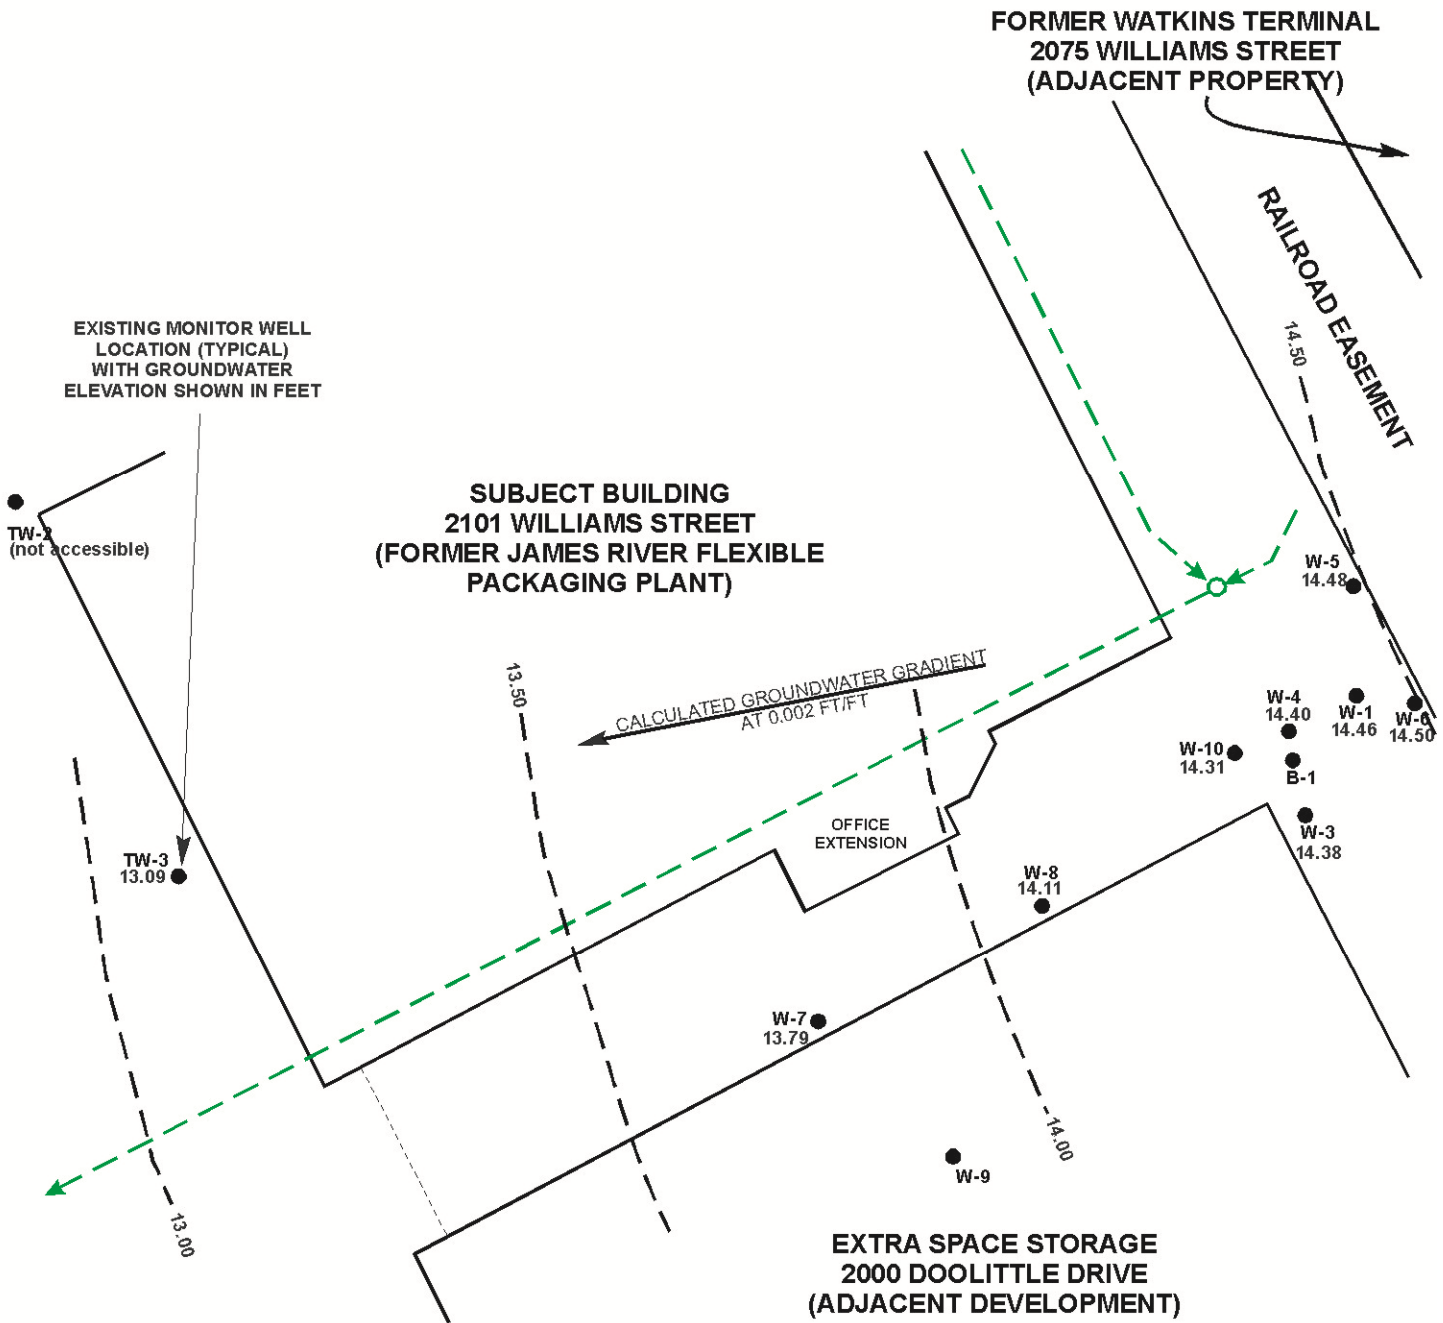 FORMER WATKINS TERMINAL
2075 WILLIAMS STREET
(ADJACENT PROPERTY)
RAILROAD EASEMENT
14.50
EXISTING MONITOR WELL
LOCATION (TYPICAL)
WITH GROUNDWATER
ELEVATION SHOWN IN FEET
SUBJECT BUILDING
2101 WILLIAMS STREET
(FORMER JAMES RIVER FLEXIBLE
PACKAGING PLANT)
TW-2
(not accessible)
W-5
14.48
13.50
CALCULATED GROUNDWATER GRADIENT
AT 0.002 FT/FT
W-4
14.40
W-1
14.46
W-6
14.50
W-10
14.31
B-1
OFFICE
EXTENSION
W-3
14.38
TW-3
13.09
W-8
14.11
W-7
13.79
14.00
W-9
13.00
EXTRA SPACE STORAGE
2000 DOOLITTLE DRIVE
(ADJACENT DEVELOPMENT)